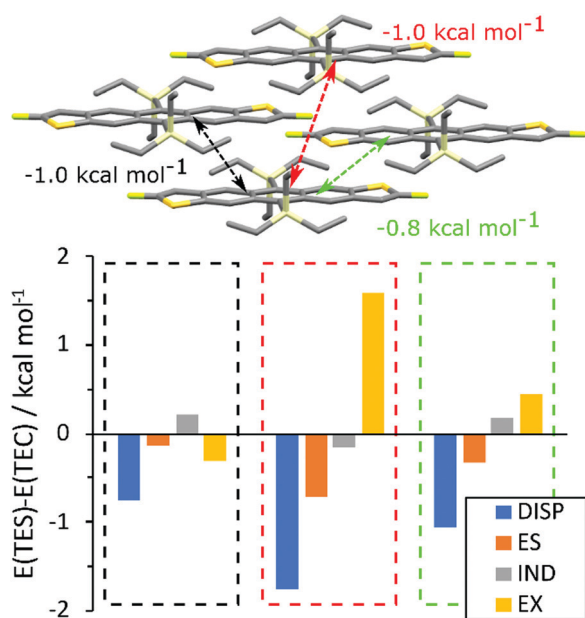 -1.0 kcal mol⁻¹
-1.0 kcal mol⁻¹
-0.8 kcal mol⁻¹
E(TES)-E(TEC) / kcal mol⁻¹
2
1
0
-1
-2
DISP
ES
IND
EX